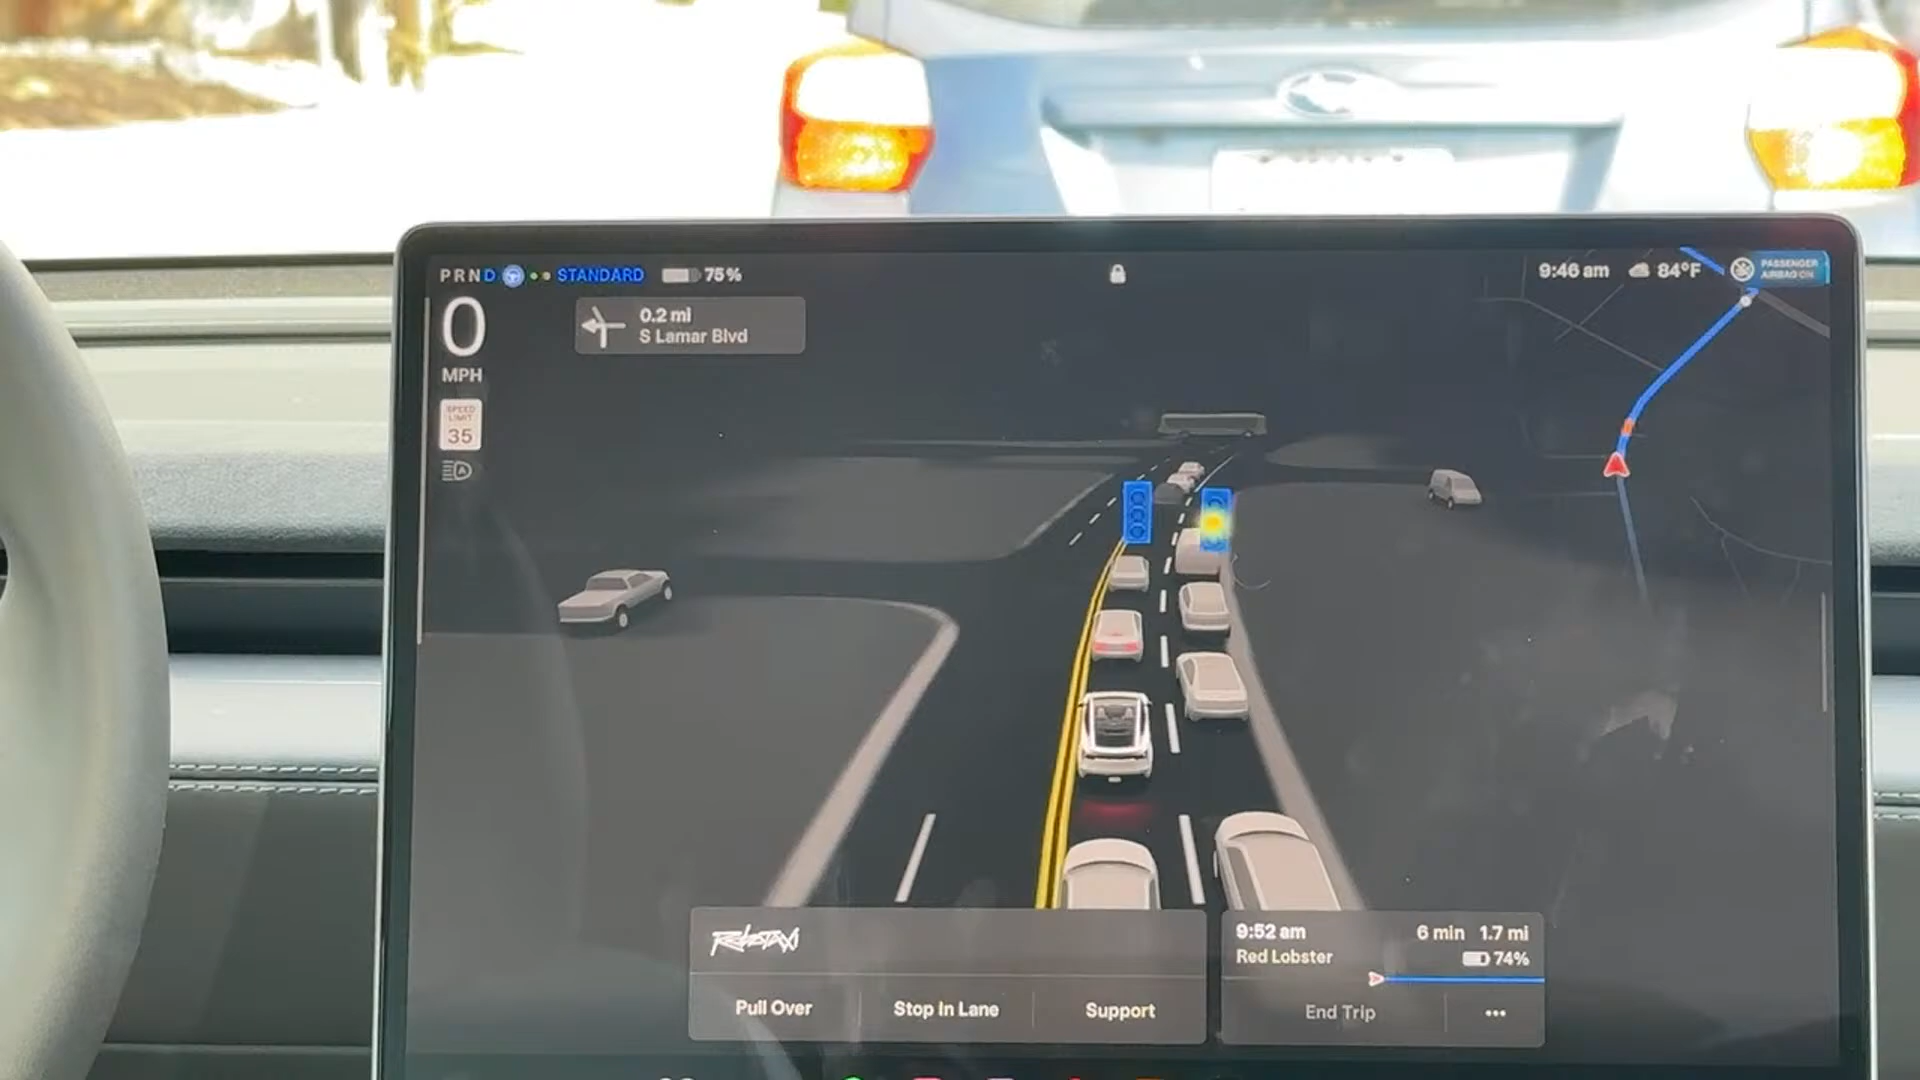 PRND STANDARD 75%
9:46 am 84°F PASSENGER
AIRBAG ON
0
MPH
0.2 mi
S Lamar Blvd
SPEED
LIMIT
35
ROBOTAXI
Pull Over Stop In Lane Support
9:52 am 6 min 1.7 mi
Red Lobster 74%
End Trip ...